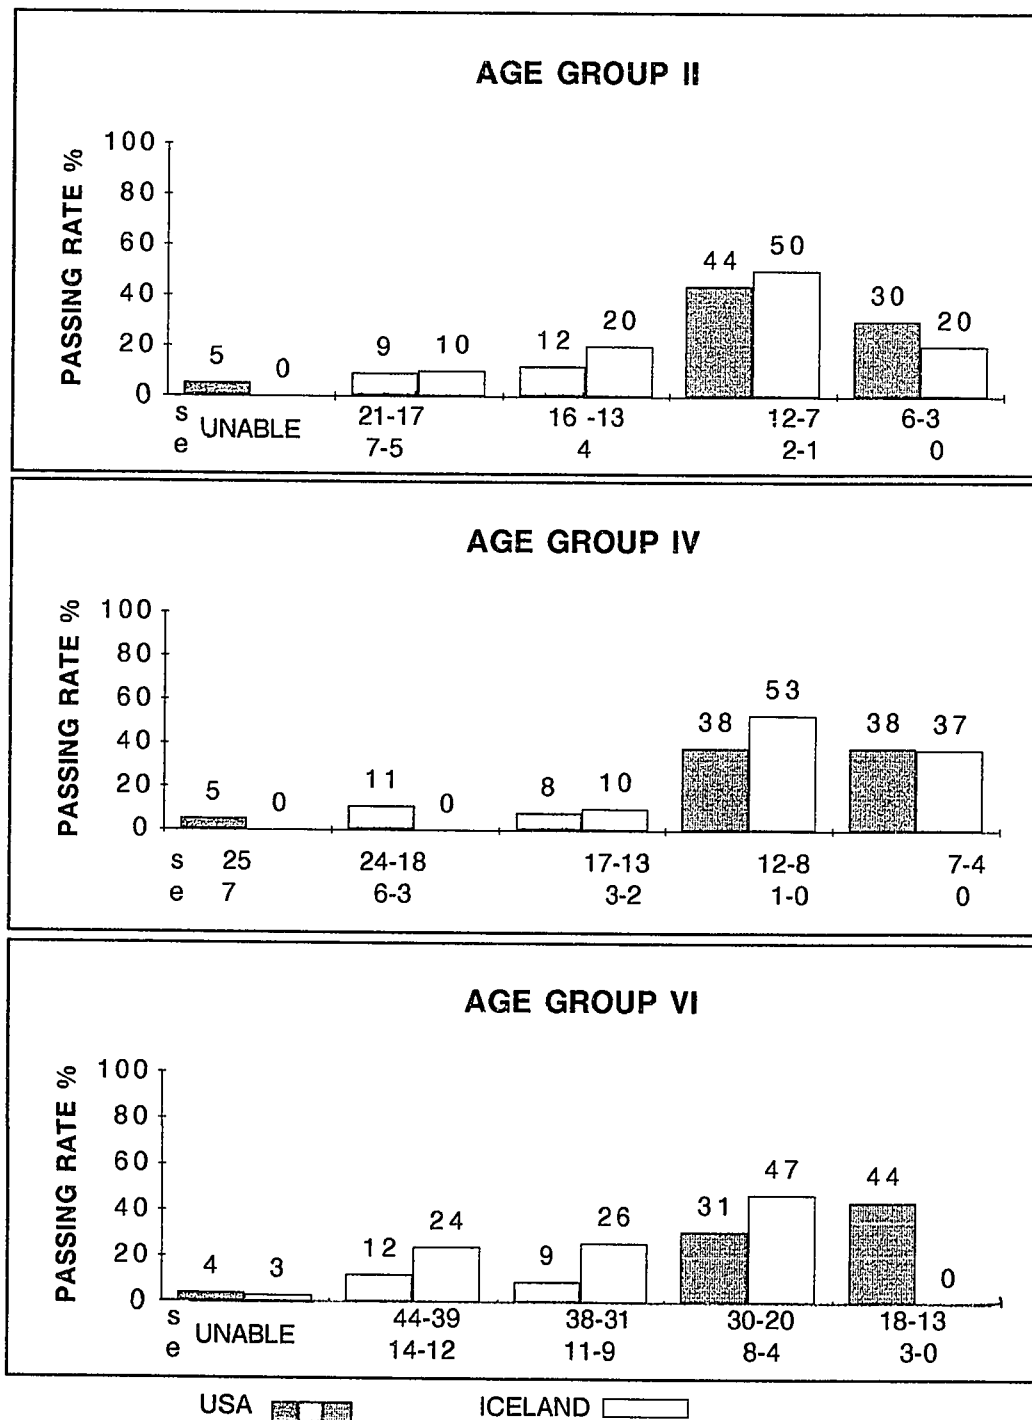 AGE GROUP II
PASSING RATE %
100
80
60
40
20
0
5 0 9 10 12 20 44 50 30 20
s UNABLE 21-17 16 -13 12-7 6-3
e 7-5 4 2-1 0
AGE GROUP IV
PASSING RATE %
100
80
60
40
20
0
5 0 11 0 8 10 38 53 38 37
s 25 24-18 17-13 12-8 7-4
e 7 6-3 3-2 1-0 0
AGE GROUP VI
PASSING RATE %
100
80
60
40
20
0
4 3 12 24 9 26 31 47 44 0
s UNABLE 44-39 38-31 30-20 18-13
e 14-12 11-9 8-4 3-0
USA ICELAND